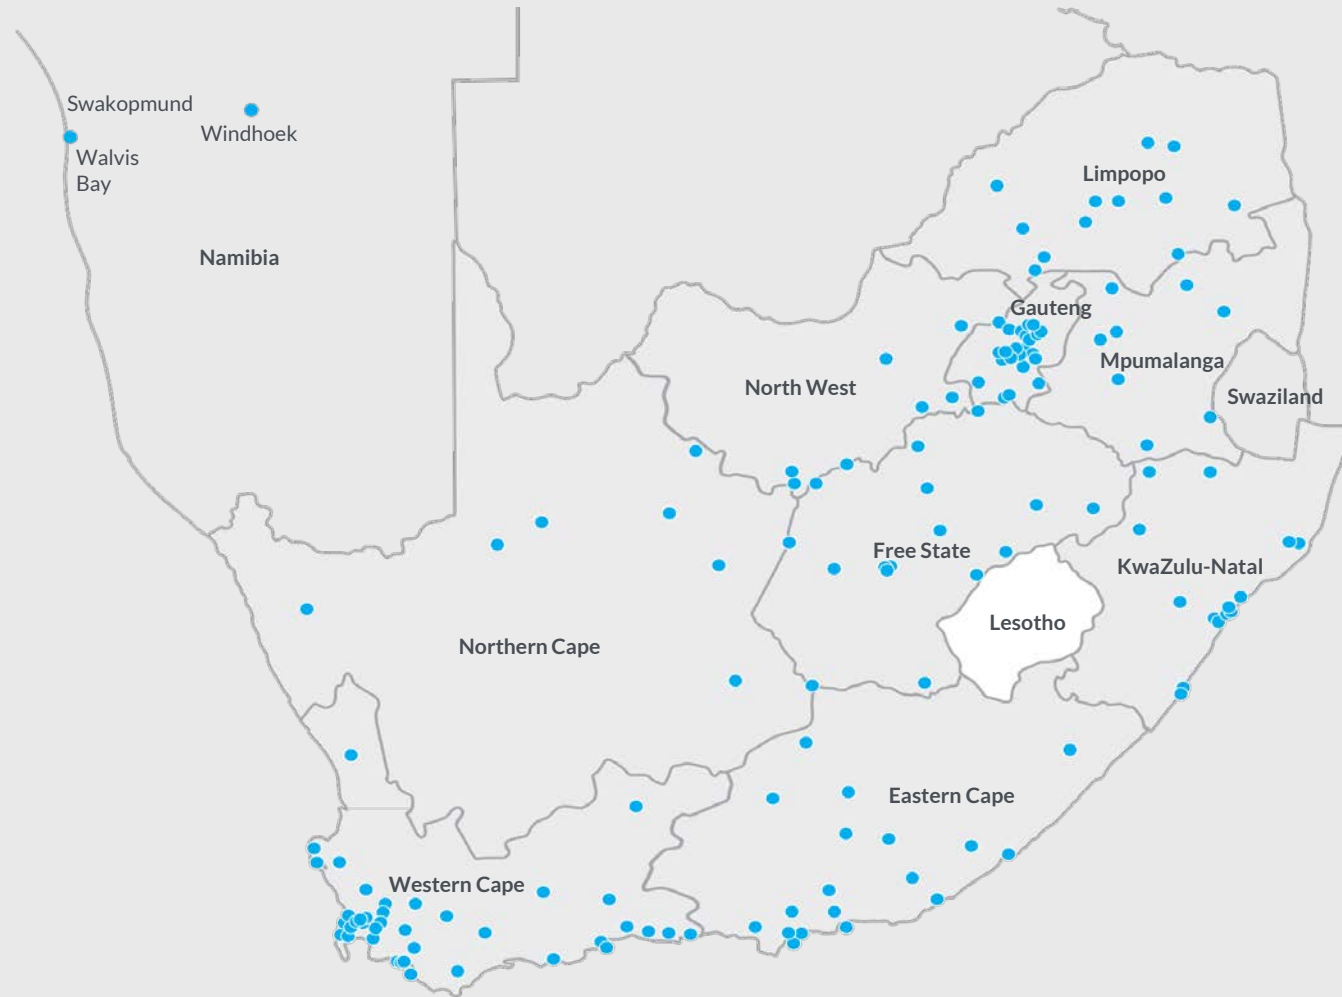 Swakopmund
Windhoek
Walvis
Bay
Limpopo
Namibia
Gauteng
Mpumalanga
North West
Swaziland
Free State
KwaZulu-Natal
Lesotho
Northern Cape
Eastern Cape
Western Cape